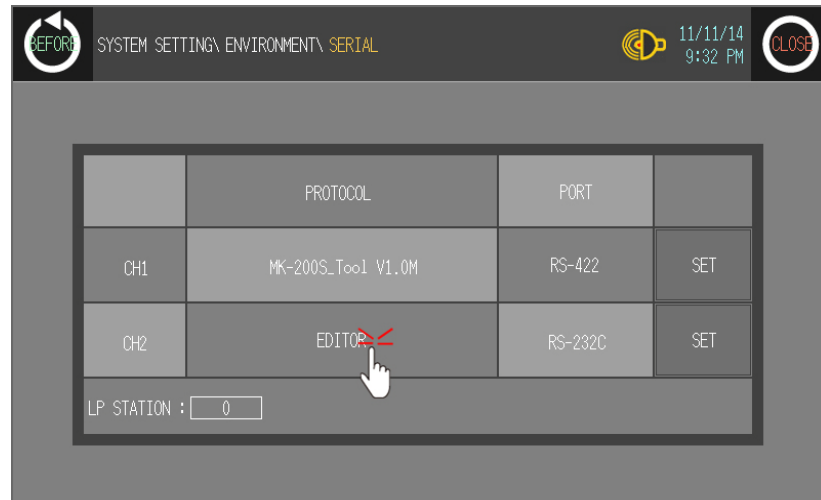 BEFORE
SYSTEM SETTING\ ENVIRONMENT\ SERIAL
11/11/14
9:32 PM
CLOSE
PROTOCOL PORT
CH1 MK-200S_Tool V1.0M RS-422 SET
CH2 EDITOR RS-232C SET
LP STATION : 0